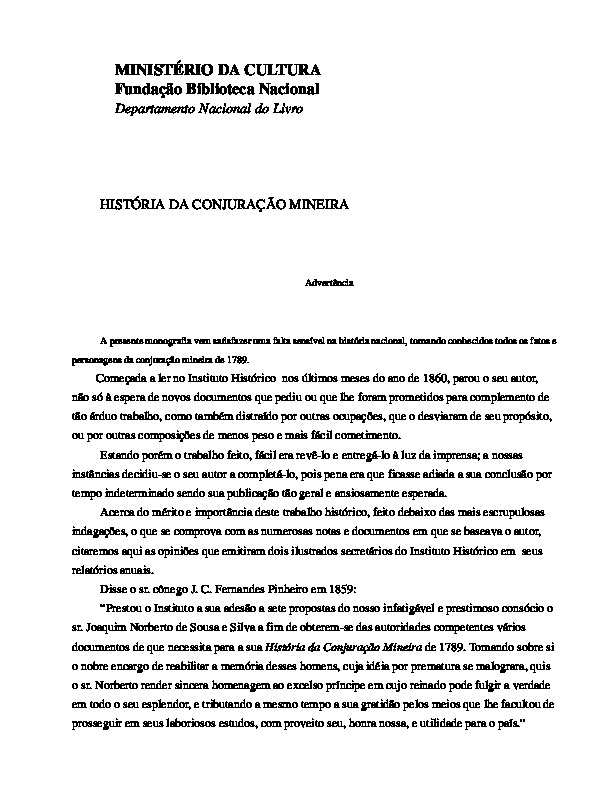 MINISTÉRIO DA CULTURA
Fundação Biblioteca Nacional
Departamento Nacional do Livro
HISTÓRIA DA CONJURAÇÃO MINEIRA
Advertência
A presente monografia vem satisfazer uma falta sensível na história nacional, tornando conhecidos todos os fatos e
personagens da conjuração mineira de 1789.
Começada a ler no Instituto Histórico nos últimos meses do ano de 1860, parou o seu autor,
não só à espera de novos documentos que pediu ou que lhe foram prometidos para complemento de
tão árduo trabalho, como também distraído por outras ocupações, que o desviaram de seu propósito,
ou por outras composições de menos peso e mais fácil cometimento.
Estando porém o trabalho feito, fácil era revê-lo e entregá-lo à luz da imprensa; a nossas
instâncias decidiu-se o seu autor a completá-lo, pois pena era que ficasse adiada a sua conclusão por
tempo indeterminado sendo sua publicação tão geral e ansiosamente esperada.
Acerca do mérito e importância deste trabalho histórico, feito debaixo das mais escrupulosas
indagações, o que se comprova com as numerosas notas e documentos em que se baseava o autor,
citaremos aqui as opiniões que emitiram dois ilustrados secretários do Instituto Histórico em seus
relatórios anuais.
Disse o sr. cônego J. C. Fernandes Pinheiro em 1859:
“Prestou o Instituto a sua adesão a sete propostas do nosso infatigável e prestimoso consócio o
sr. Joaquim Norberto de Sousa e Silva a fim de obterem-se das autoridades competentes vários
documentos de que necessita para a sua História da Conjuração Mineira de 1789. Tomando sobre si
o nobre encargo de reabilitar a memória desses homens, cuja idéia por prematura se malograra, quis
o sr. Norberto render sincera homenagem ao excelso príncipe em cujo reinado pode fulgir a verdade
em todo o seu esplendor, e tributando a mesmo tempo a sua gratidão pelos meios que lhe facultou de
prosseguir em seus laboriosos estudos, com proveito seu, honra nossa, e utilidade para o país.”